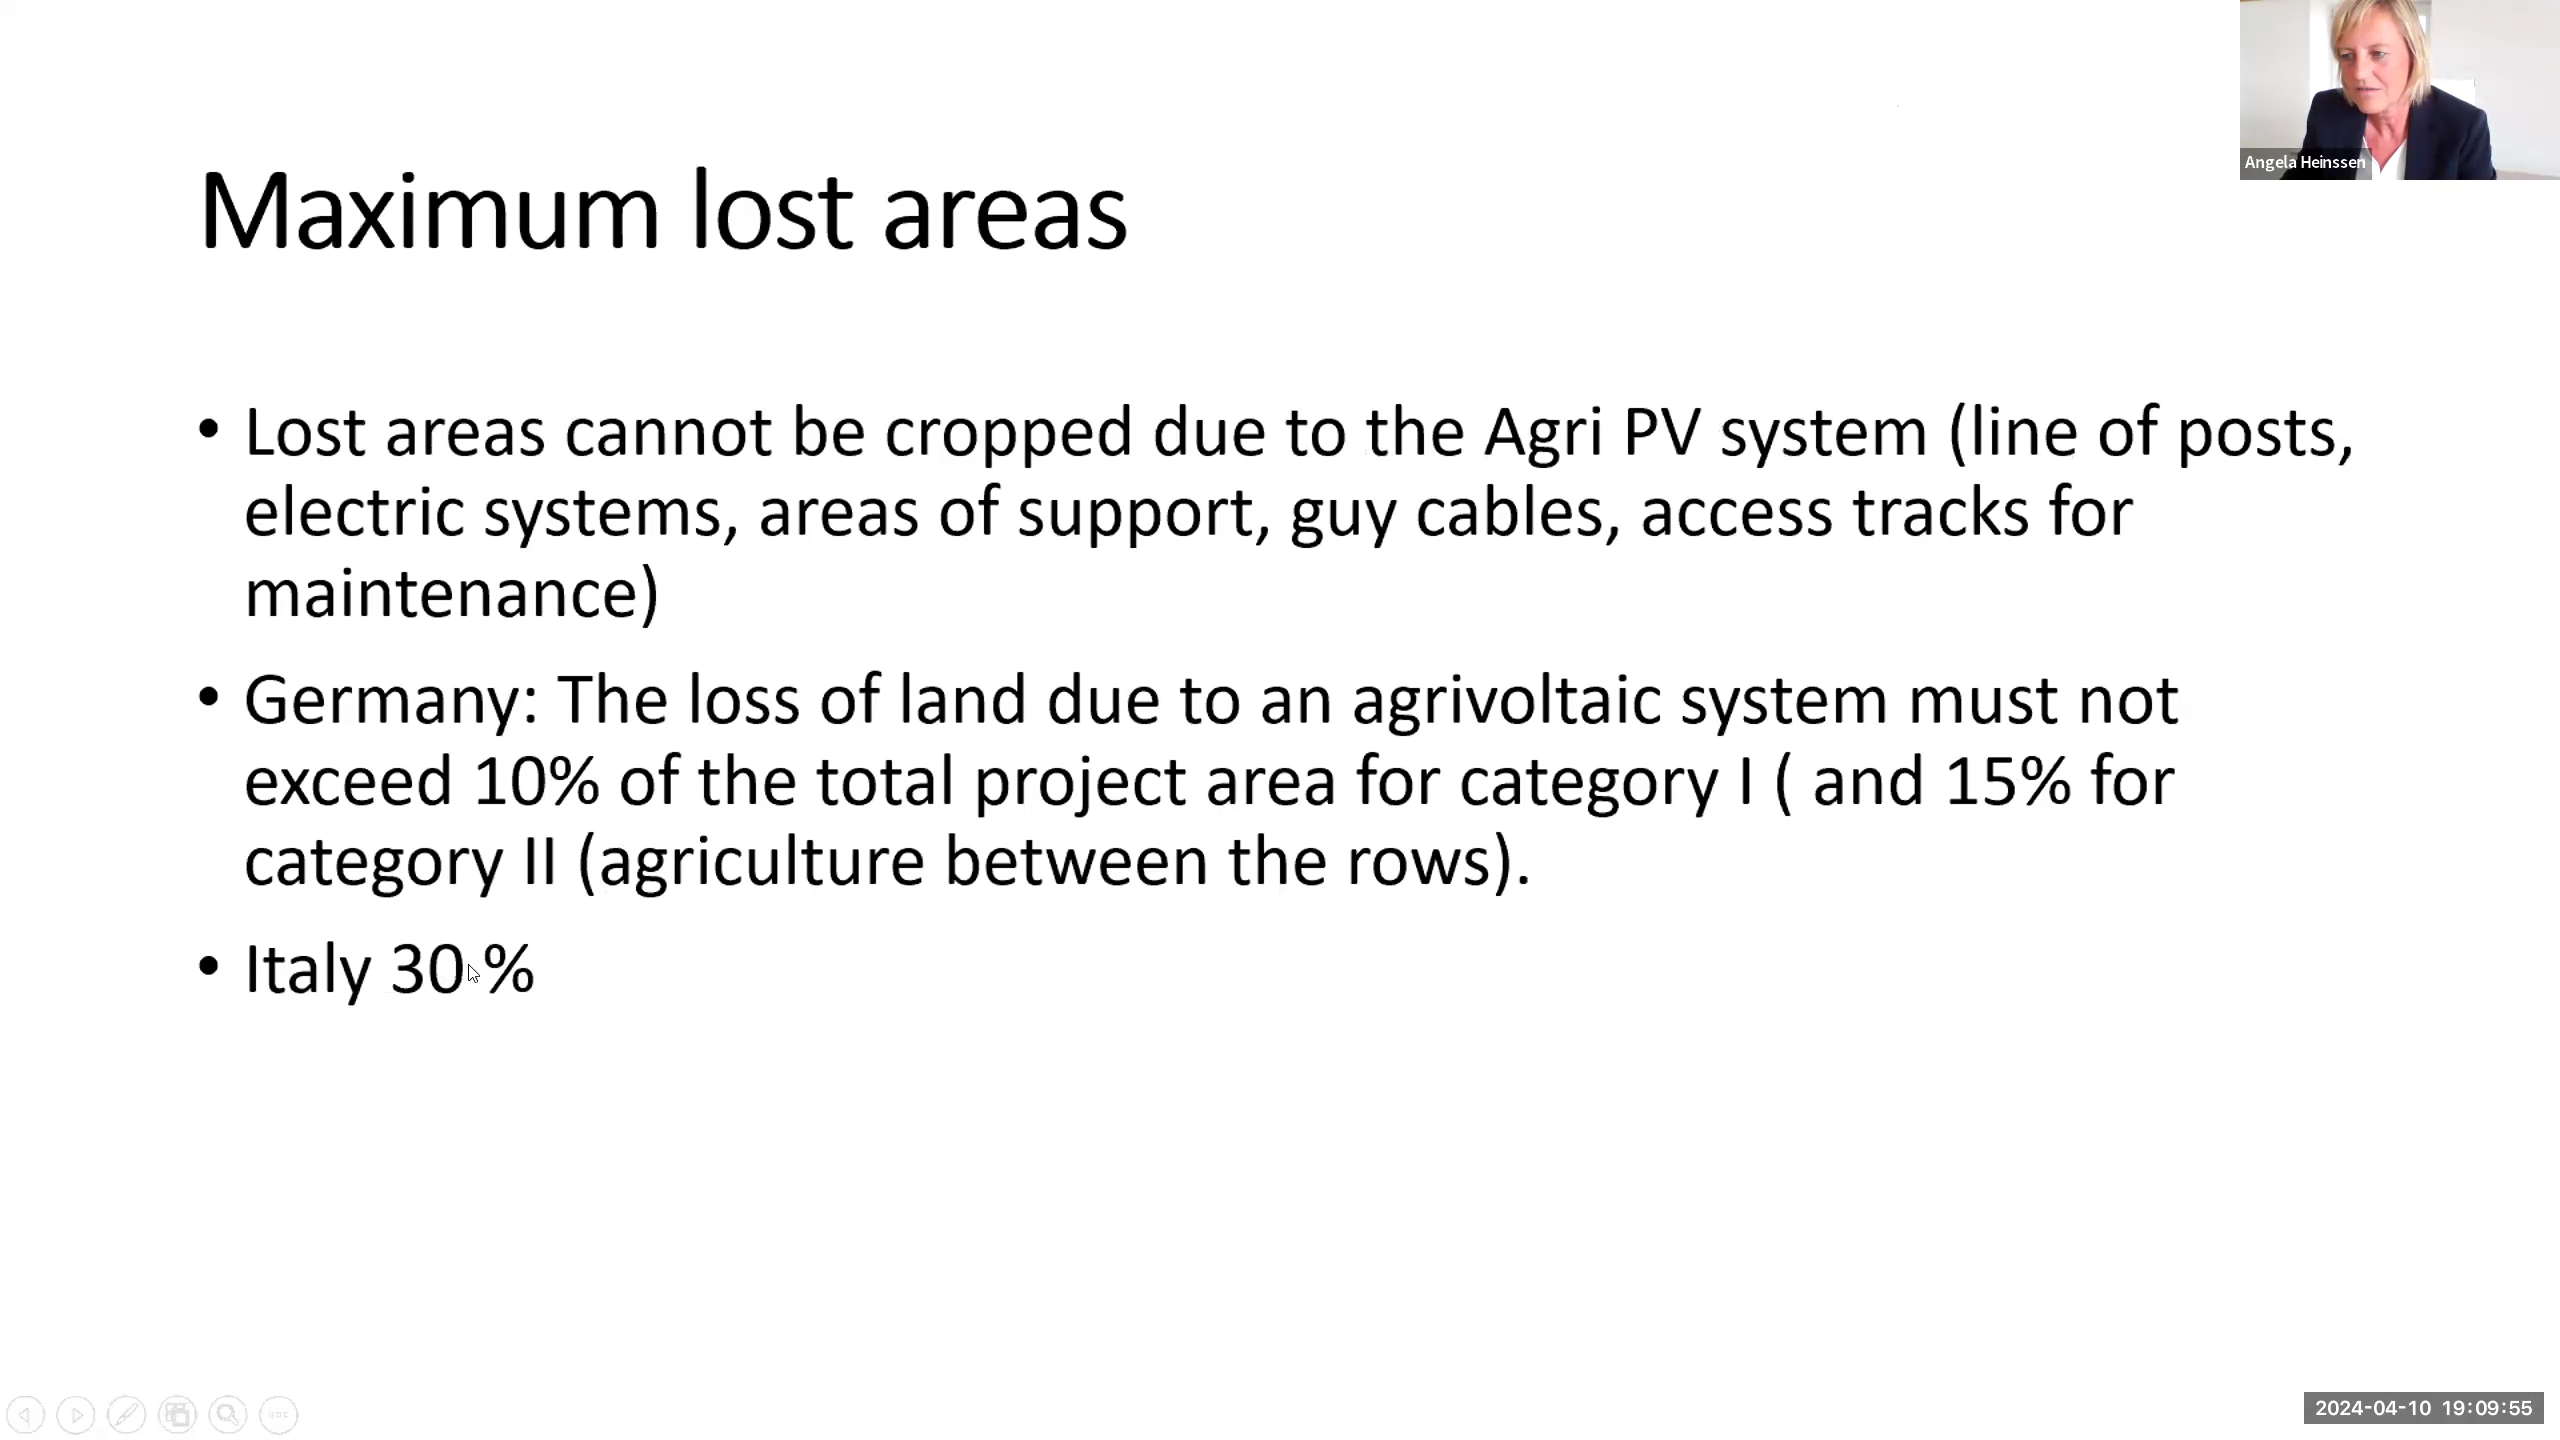 Angela Heinssen
Maximum lost areas
• Lost areas cannot be cropped due to the Agri PV system (line of posts,
electric systems, areas of support, guy cables, access tracks for
maintenance)
• Germany: The loss of land due to an agrivoltaic system must not
exceed 10% of the total project area for category I ( and 15% for
category II (agriculture between the rows).
• Italy 30 %
2024-04-10 19:09:55